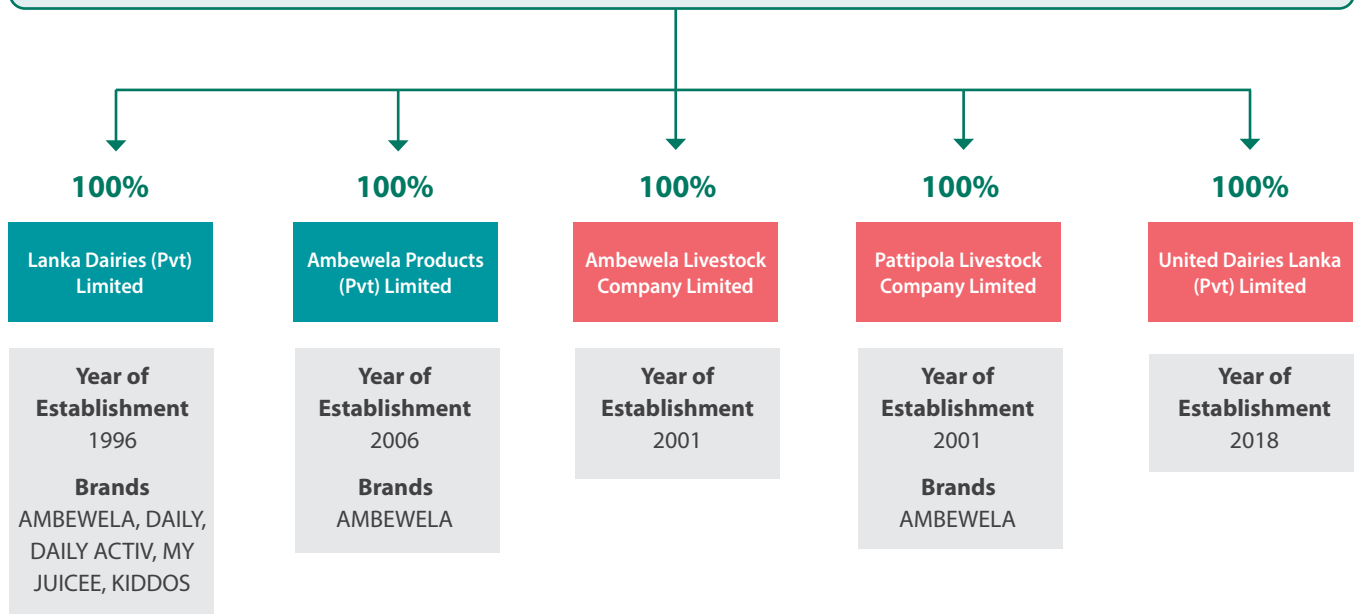 100%
Lanka Dairies (Pvt)
Limited
Year of
Establishment
1996
Brands
AMBEWELA, DAILY,
DAILY ACTIV, MY
JUICEE, KIDDOS
100%
Ambewela Products
(Pvt) Limited
Year of
Establishment
2006
Brands
AMBEWELA
100%
Ambewela Livestock
Company Limited
Year of
Establishment
2001
100%
Pattipola Livestock
Company Limited
Year of
Establishment
2001
Brands
AMBEWELA
100%
United Dairies Lanka
(Pvt) Limited
Year of
Establishment
2018